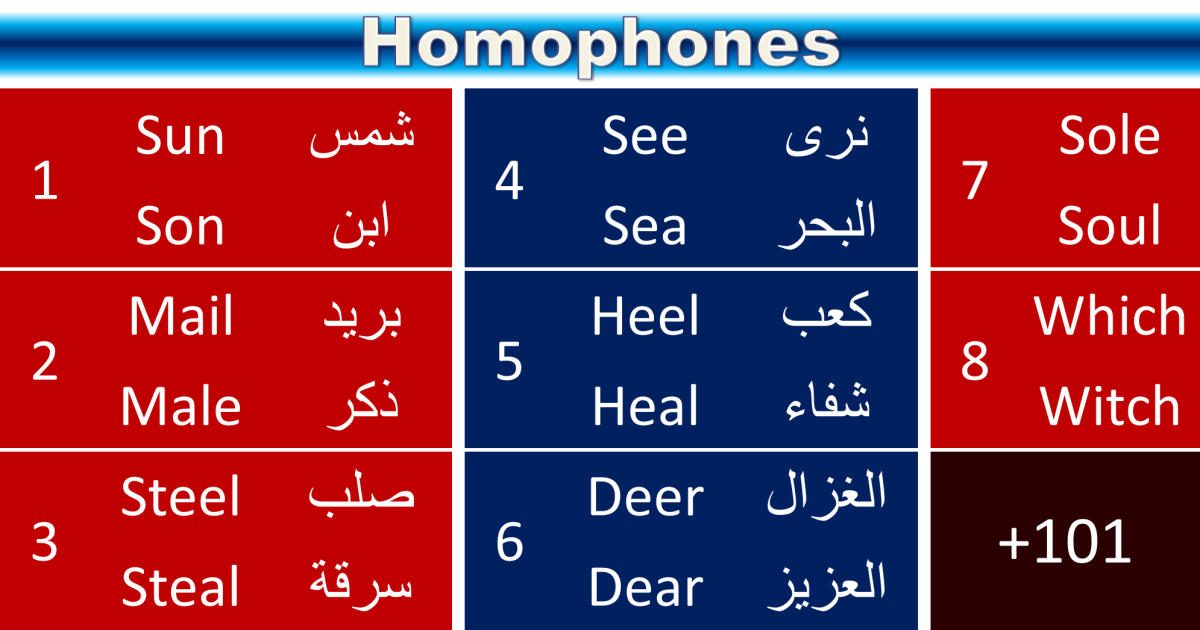 Homophones
1
Sun شمس
Son ابن
2
Mail بريد
Male ذكر
3
Steel صلب
Steal سرقة
4
See نرى
Sea البحر
5
Heel كعب
Heal شفاء
6
Deer الغزال
Dear العزيز
7
Sole
Soul
8
Which
Witch
+101